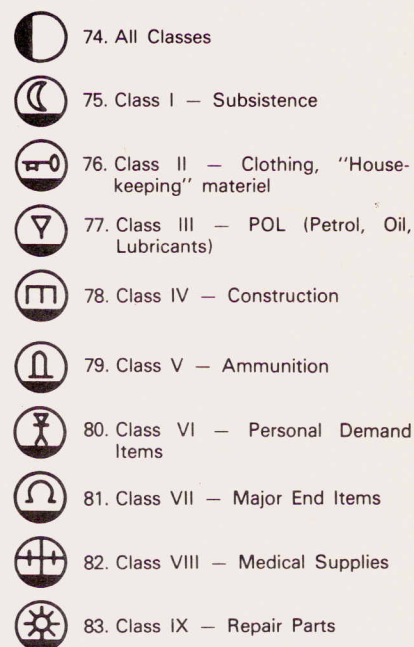 74. All Classes
75. Class I — Subsistence
76. Class II — Clothing, "House-
keeping" materiel
77. Class III — POL (Petrol, Oil,
Lubricants)
78. Class IV — Construction
79. Class V — Ammunition
80. Class VI — Personal Demand
Items
81. Class VII — Major End Items
82. Class VIII — Medical Supplies
83. Class IX — Repair Parts